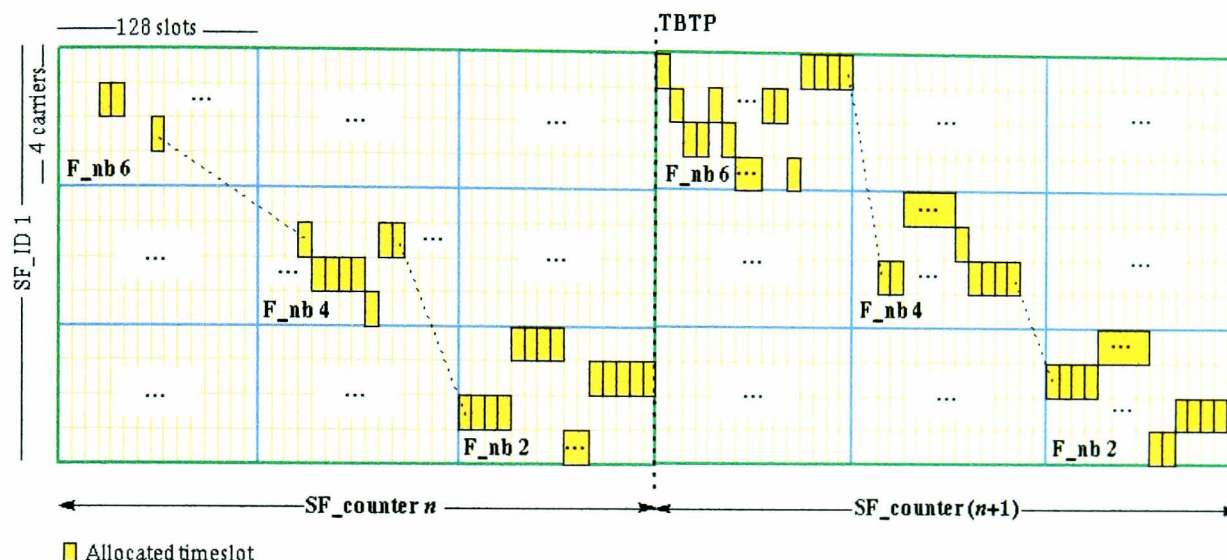 128 slots
TBTP
SF_ID 1
4 carriers
...
...
...
...
...
...
...
F_nb 6
F_nb 6
...
...
...
...
...
...
...
...
...
F_nb 4
F_nb 4
...
...
...
...
...
...
...
F_nb 2
F_nb 2
SF_counter n
SF_counter (n+1)
Allocated timeslot